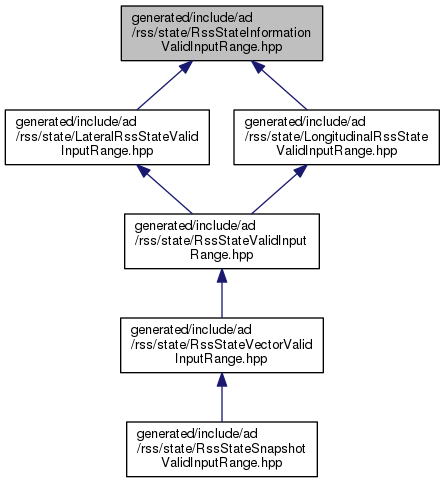 generated/include/ad
/rss/state/RssStateInformation
ValidInputRange.hpp
generated/include/ad
/rss/state/LateralRssStateValid
InputRange.hpp
generated/include/ad
/rss/state/LongitudinalRssState
ValidInputRange.hpp
generated/include/ad
/rss/state/RssStateValidInput
Range.hpp
generated/include/ad
/rss/state/RssStateVectorValid
InputRange.hpp
generated/include/ad
/rss/state/RssStateSnapshot
ValidInputRange.hpp